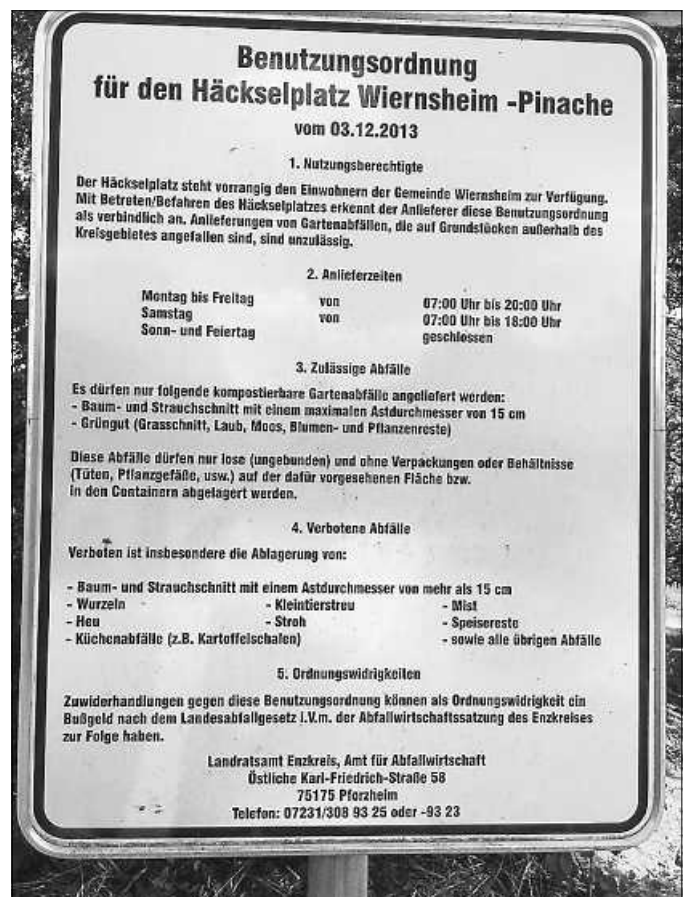 Benutzungsordnung
für den Häckselplatz Wiernsheim -Pinache
vom 03.12.2013
1. Nutzungsberechtigte
Der Häckselplatz steht vorrangig den Einwohnern der Gemeinde Wiernsheim zur Verfügung.
Mit Betreten/Befahren des Häckselplatzes erkennt der Anlieferer diese Benutzungsordnung
als verbindlich an. Anlieferungen von Gartenabfällen, die auf Grundstücken außerhalb des
Kreisgebietes angefallen sind, sind unzulässig.
2. Anlieferzeiten
Montag bis Freitag von 07:00 Uhr bis 20:00 Uhr
Samstag von 07:00 Uhr bis 18:00 Uhr
Sonn- und Feiertag geschlossen
3. Zulässige Abfälle
Es dürfen nur folgende kompostierbare Gartenabfälle angeliefert werden:
- Baum- und Strauchschnitt mit einem maximalen Astdurchmesser von 15 cm
- Grüngut (Grasschnitt, Laub, Moos, Blumen- und Pflanzenreste)
Diese Abfälle dürfen nur lose (ungebunden) und ohne Verpackungen oder Behältnisse
(Tüten, Pflanzgefäße, usw.) auf der dafür vorgesehenen Fläche bzw.
in den Containern abgelagert werden.
4. Verbotene Abfälle
Verboten ist insbesondere die Ablagerung von:
- Baum- und Strauchschnitt mit einem Astdurchmesser von mehr als 15 cm
- Wurzeln - Kleintierstreu - Mist
- Heu - Stroh - Speisereste
- Küchenabfälle (z.B. Kartoffelschalen) - sowie alle übrigen Abfälle
5. Ordnungswidrigkeiten
Zuwiderhandlungen gegen diese Benutzungsordnung können als Ordnungswidrigkeit ein
Bußgeld nach dem Landesabfallgesetz i.V.m. der Abfallwirtschaftssatzung des Enzkreises
zur Folge haben.
Landratsamt Enzkreis, Amt für Abfallwirtschaft
Östliche Karl-Friedrich-Straße 58
75175 Pforzheim
Telefon: 07231/308 93 25 oder -93 23